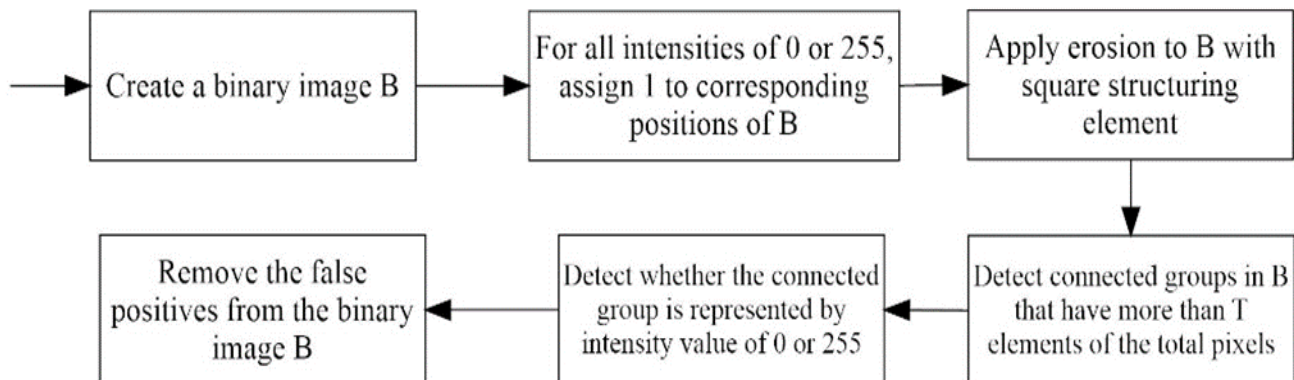 Create a binary image B
For all intensities of 0 or 255,
assign 1 to corresponding
positions of B
Apply erosion to B with
square structuring
element
Detect connected groups in B
that have more than T
elements of the total pixels
Detect whether the connected
group is represented by
intensity value of 0 or 255
Remove the false
positives from the binary
image B